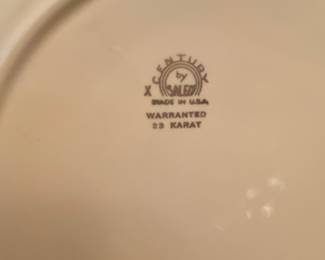 CENTURY
by
X SALEM
MADE IN U.S.A.
WARRANTED
23 KARAT